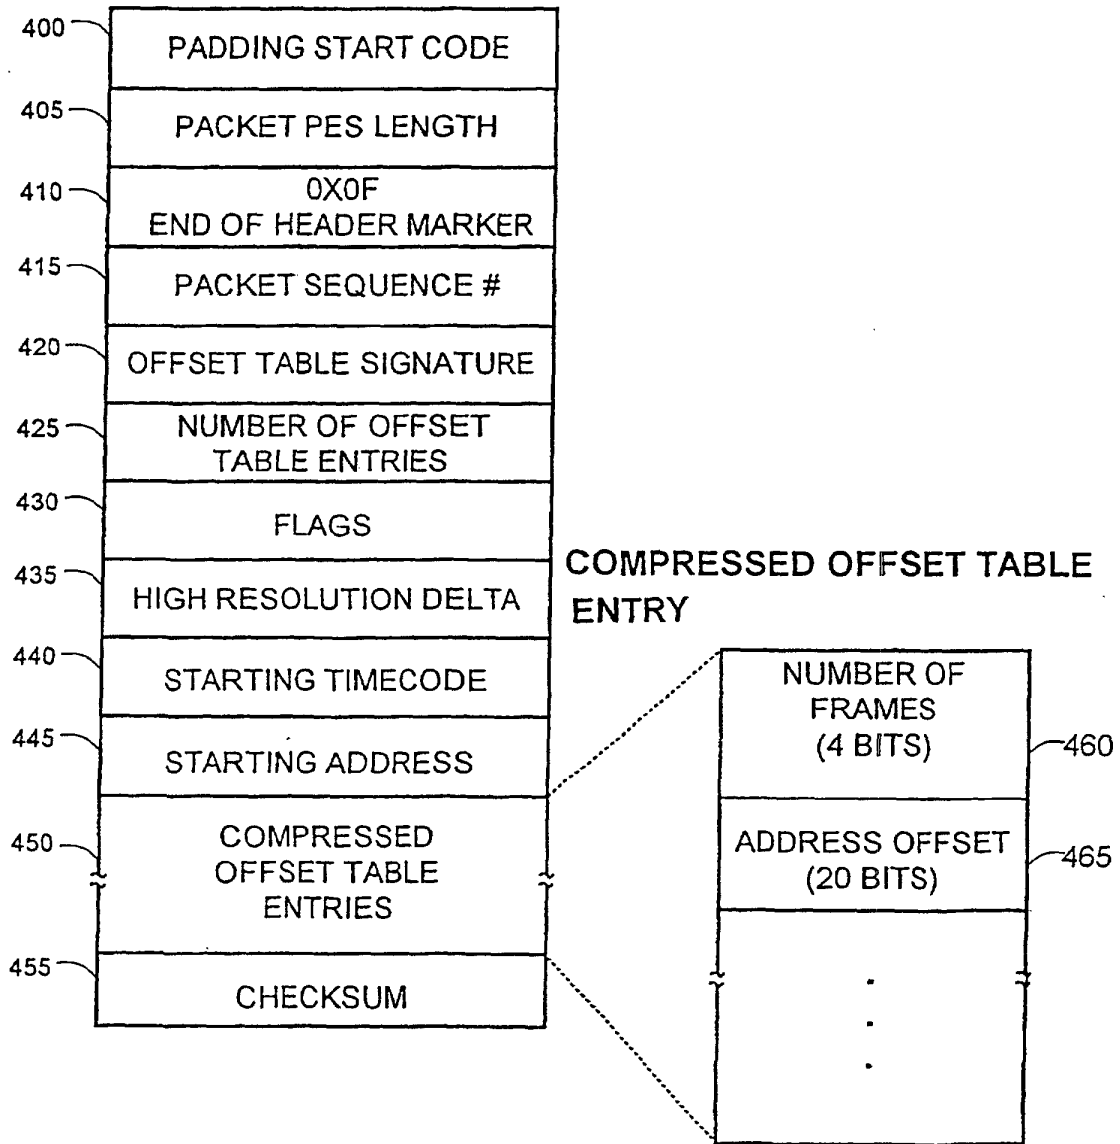 400
PADDING START CODE
405
PACKET PES LENGTH
410
0X0F
END OF HEADER MARKER
415
PACKET SEQUENCE #
420
OFFSET TABLE SIGNATURE
425
NUMBER OF OFFSET
TABLE ENTRIES
430
FLAGS
435
HIGH RESOLUTION DELTA
440
STARTING TIMECODE
445
STARTING ADDRESS
450
COMPRESSED
OFFSET TABLE
ENTRIES
455
CHECKSUM
COMPRESSED OFFSET TABLE
ENTRY
NUMBER OF
FRAMES
(4 BITS)
460
ADDRESS OFFSET
(20 BITS)
465